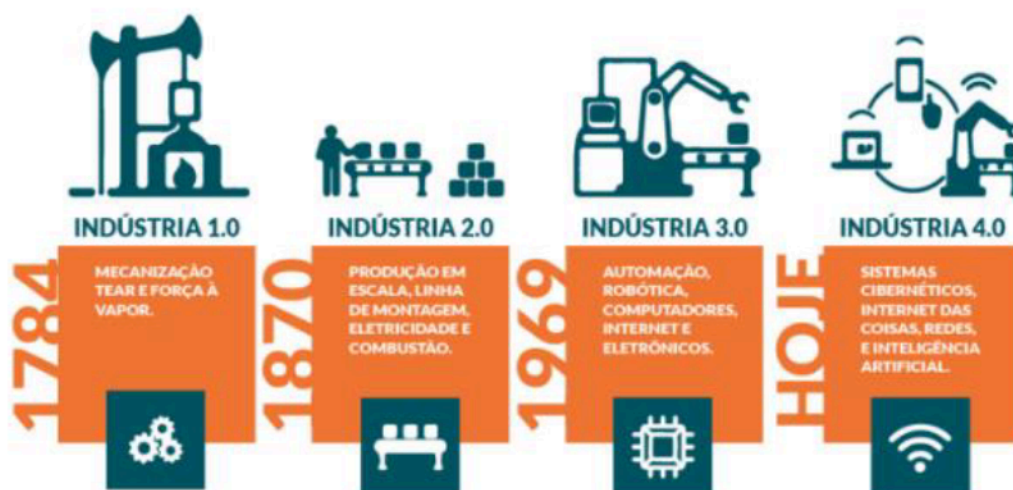 INDÚSTRIA 1.0
1784
MECANIZAÇÃO
TEAR E FORÇA À
VAPOR.
INDÚSTRIA 2.0
1870
PRODUÇÃO EM
ESCALA, LINHA
DE MONTAGEM,
ELETRICIDADE E
COMBUSTÃO.
INDÚSTRIA 3.0
1969
AUTOMAÇÃO,
ROBÓTICA,
COMPUTADORES,
INTERNET E
ELETRÔNICOS.
INDÚSTRIA 4.0
HOJE
SISTEMAS
CIBERNÉTICOS,
INTERNET DAS
COISAS, REDES,
E INTELIGÊNCIA
ARTIFICIAL.